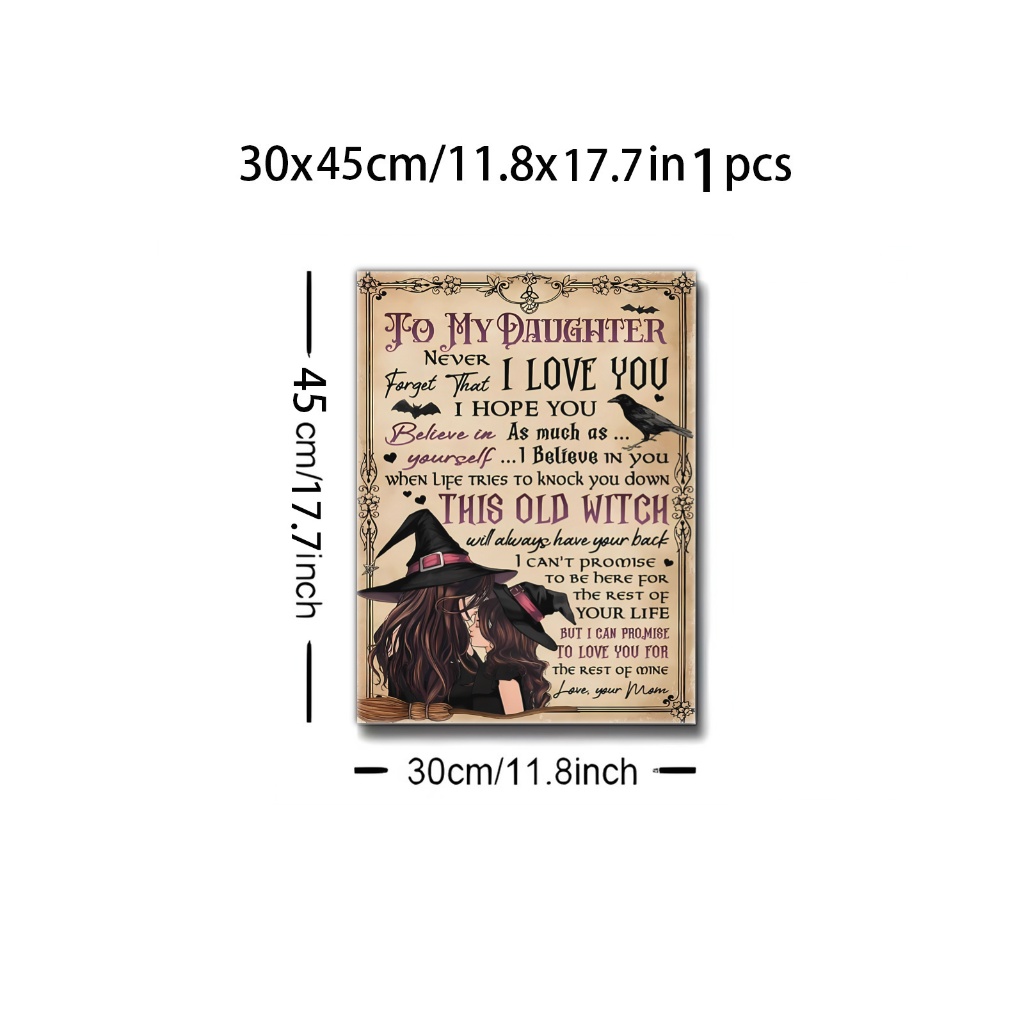 30x45cm/11.8x17.7in 1 pcs
To My Daughter
Never
Forget That I LOVE YOU
I HOPE YOU
Believe in As much as ...
yourself ...I Believe in you
when Life tries to knock you down
THIS OLD WITCH
will always have your back
I can't promise
to be here for
the rest of
your life
BUT I CAN PROMISE
TO LOVE YOU FOR
the rest of mine
Love, your Mom
45 cm/17.7inch
30cm/11.8inch